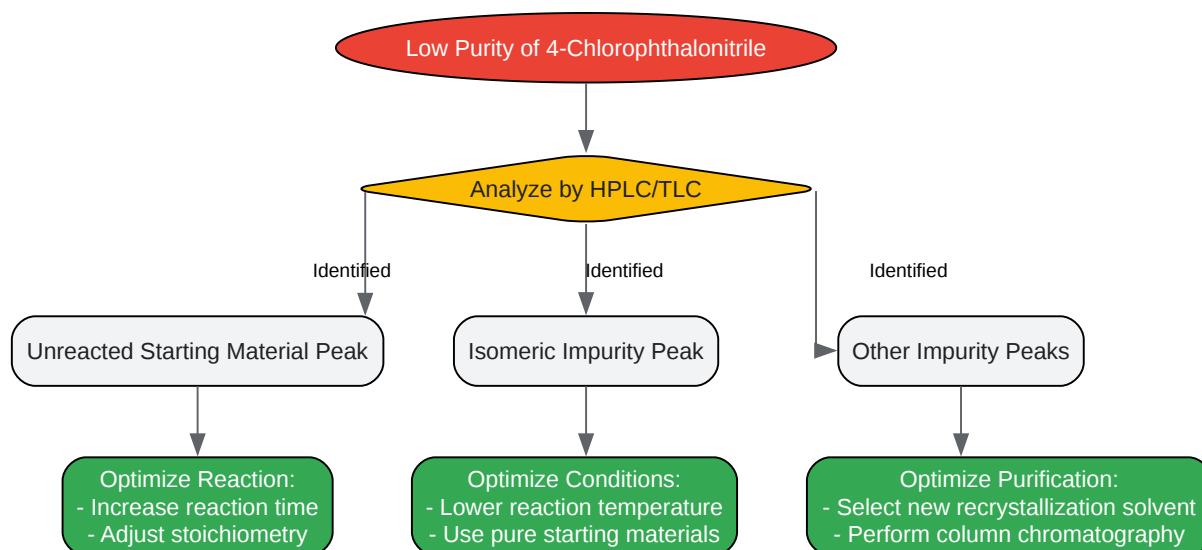 Low Purity of 4-Chlorophthalonitrile
Analyze by HPLC/TLC
Identified
Identified
Identified
Unreacted Starting Material Peak
Isomeric Impurity Peak
Other Impurity Peaks
Optimize Reaction:
- Increase reaction time
- Adjust stoichiometry
Optimize Conditions:
- Lower reaction temperature
- Use pure starting materials
Optimize Purification:
- Select new recrystallization solvent
- Perform column chromatography